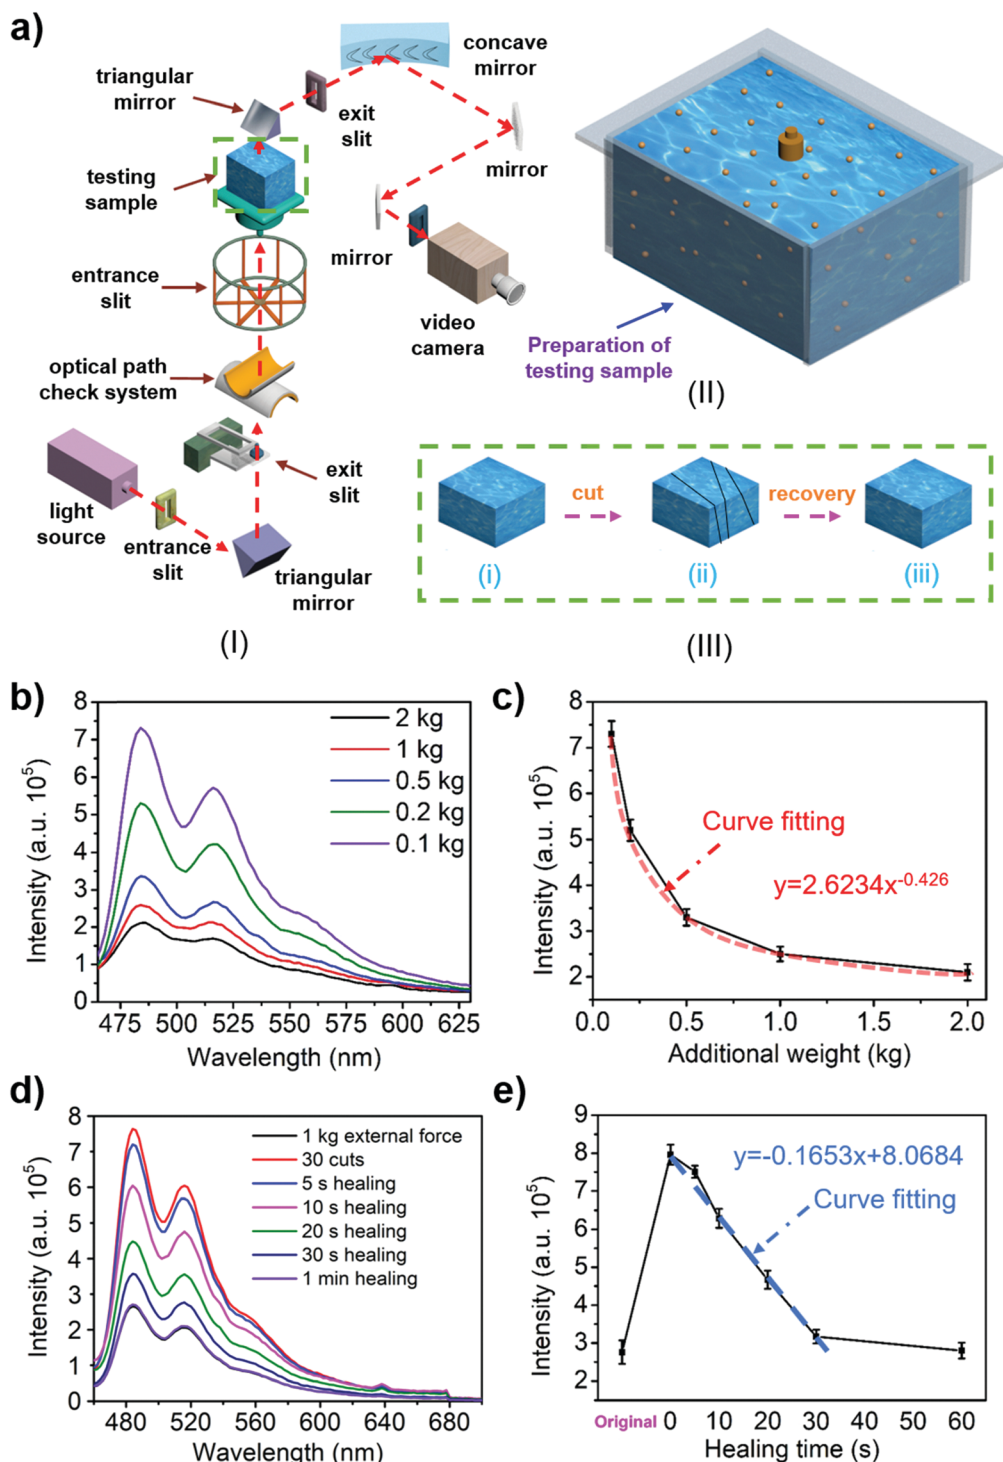 a)
concave
mirror
triangular
mirror
exit
slit
mirror
testing
sample
entrance
slit
mirror
video
camera
optical path
check system
exit
slit
light
source
entrance
slit
triangular
mirror
(I)
Preparation of
testing sample
(II)
cut
recovery
(i)
(ii)
(iii)
(III)
b)
8
7
6
5
4
3
2
1
0
Intensity (a.u. 10⁵)
2 kg
1 kg
0.5 kg
0.2 kg
0.1 kg
475 500 525 550 575 600 625
Wavelength (nm)
c)
8
7
6
5
4
3
2
Intensity (a.u. 10⁵)
Curve fitting
y=2.6234x⁻⁰·⁴²⁶
0.0 0.5 1.0 1.5 2.0
Additional weight (kg)
d)
8
7
6
5
4
3
2
1
0
Intensity (a.u. 10⁵)
1 kg external force
30 cuts
5 s healing
10 s healing
20 s healing
30 s healing
1 min healing
480 520 560 600 640 680
Wavelength (nm)
e)
9
8
7
6
5
4
3
2
Intensity (a.u. 10⁵)
y=-0.1653x+8.0684
Curve fitting
Original 0 10 20 30 40 50 60
Healing time (s)